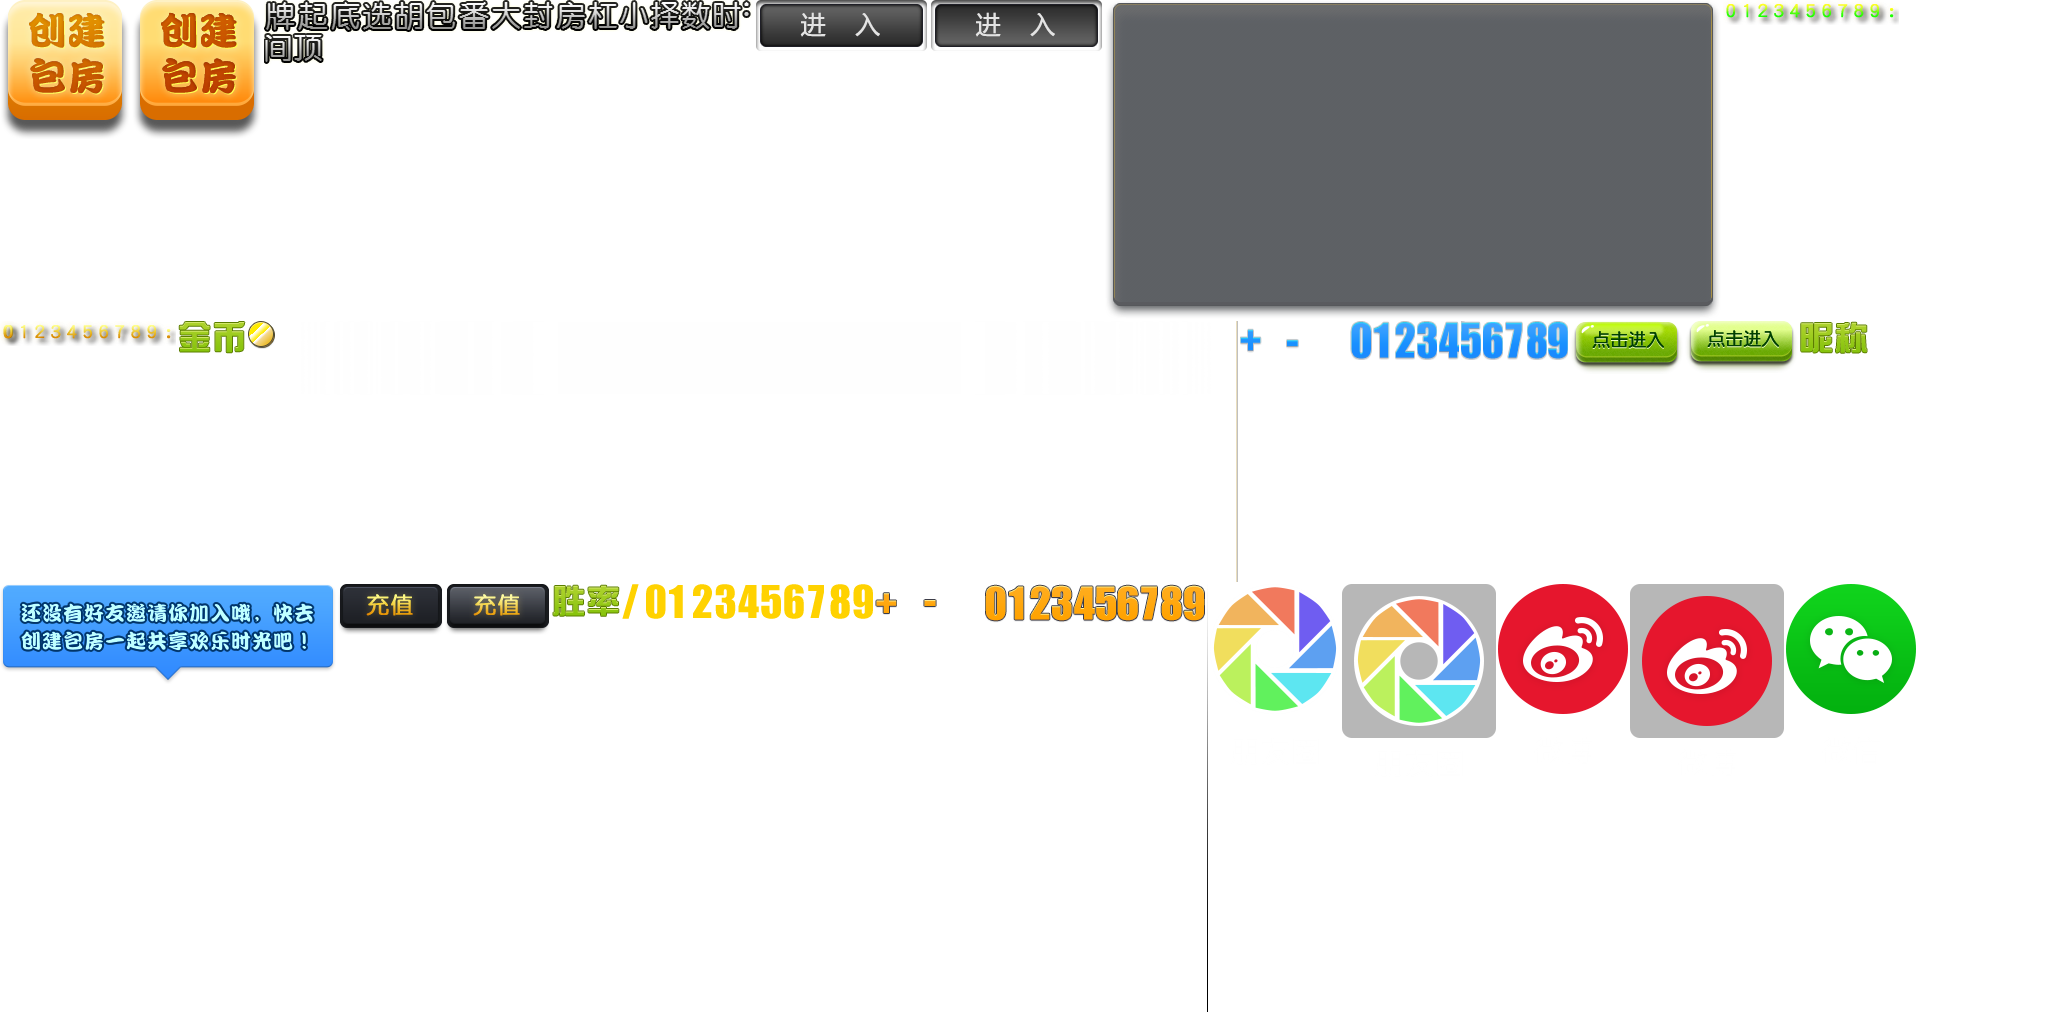 创建
包房
创建
包房
牌起底选胡包番大封房杠小择数时:
间顶
进 入
进 入
0123456789:
0123456789:
金币
+ - 0123456789
点击进入
点击进入
昵称
还没有好友邀请你加入哦，快去
创建包房一起共享欢乐时光吧！
充值
充值
胜率
/0123456789
+ - 0123456789